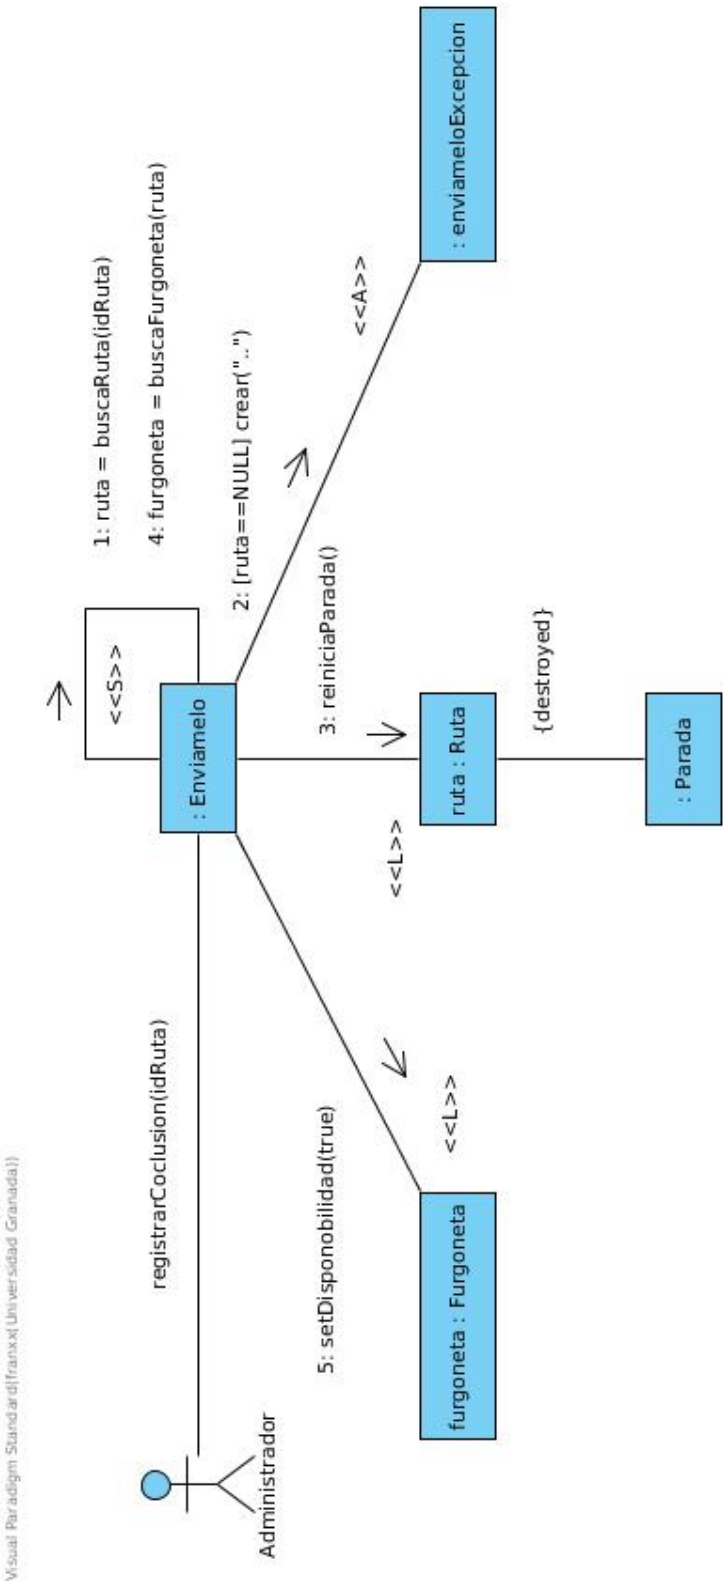 Visual Paradigm Standard(franxx(Universidad Granada))
1: ruta = buscaRuta(idRuta)
4: furgoneta = buscaFurgoneta(ruta)
<<S>>
registrarCoclusion(idRuta)
: Enviamelo
Administrador
2: [ruta==NULL] crear("..")
3: reiniciaParada()
5: setDisponobilidad(true)
<<A>>
<<L>>
<<L>>
furgoneta : Furgoneta
ruta : Ruta
: enviameloExcepcion
{destroyed}
: Parada